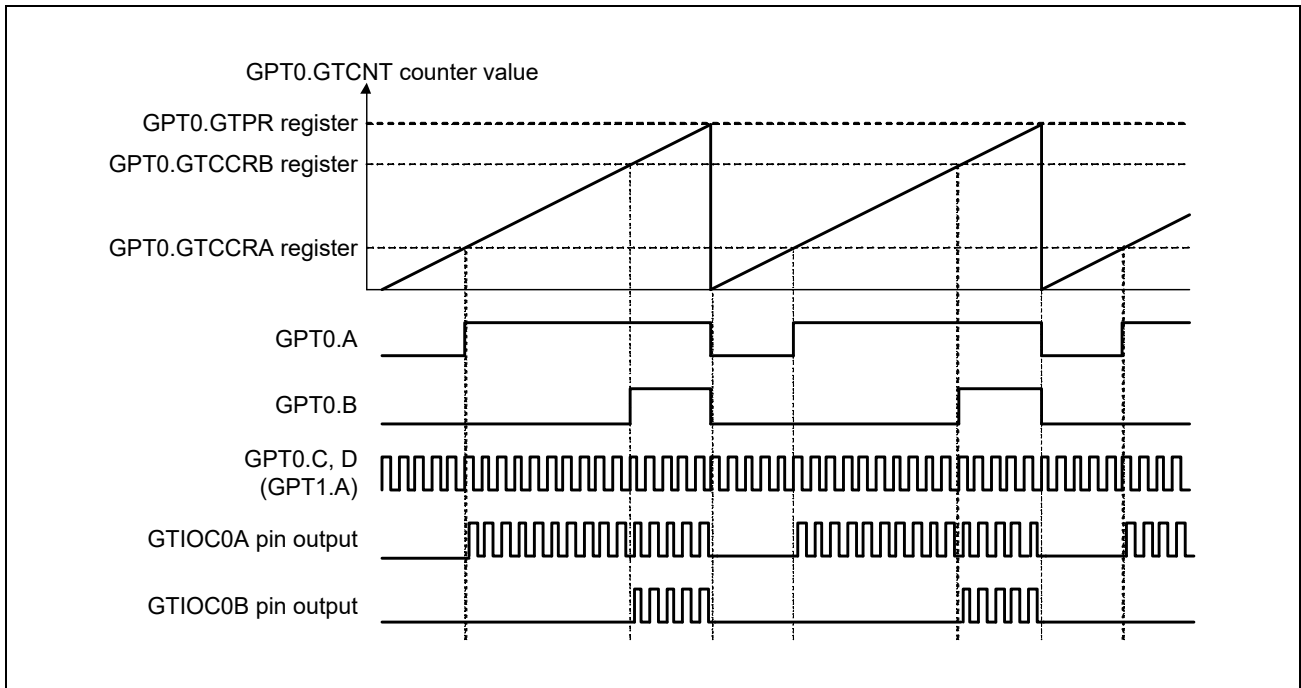 GPT0.GTCNT counter value
GPT0.GTPR register
GPT0.GTCCRB register
GPT0.GTCCRA register
GPT0.A
GPT0.B
GPT0.C, D
(GPT1.A)
GTIOC0A pin output
GTIOC0B pin output